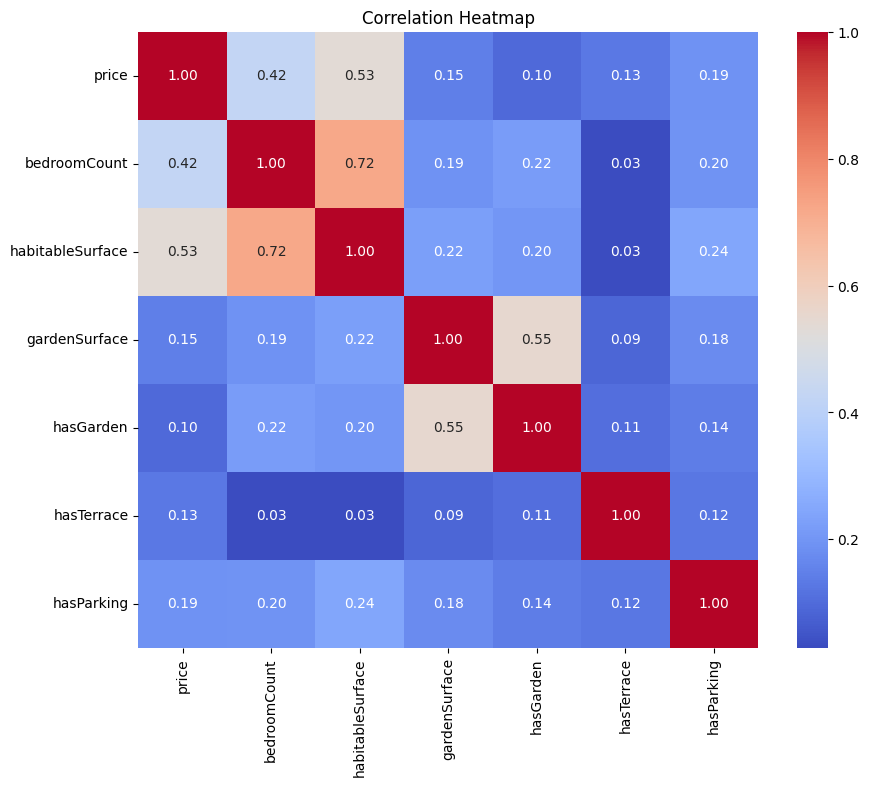 Correlation Heatmap
price 1.00 0.42 0.53 0.15 0.10 0.13 0.19
bedroomCount 0.42 1.00 0.72 0.19 0.22 0.03 0.20
habitableSurface 0.53 0.72 1.00 0.22 0.20 0.03 0.24
gardenSurface 0.15 0.19 0.22 1.00 0.55 0.09 0.18
hasGarden 0.10 0.22 0.20 0.55 1.00 0.11 0.14
hasTerrace 0.13 0.03 0.03 0.09 0.11 1.00 0.12
hasParking 0.19 0.20 0.24 0.18 0.14 0.12 1.00
price
bedroomCount
habitableSurface
gardenSurface
hasGarden
hasTerrace
hasParking
1.0
0.8
0.6
0.4
0.2